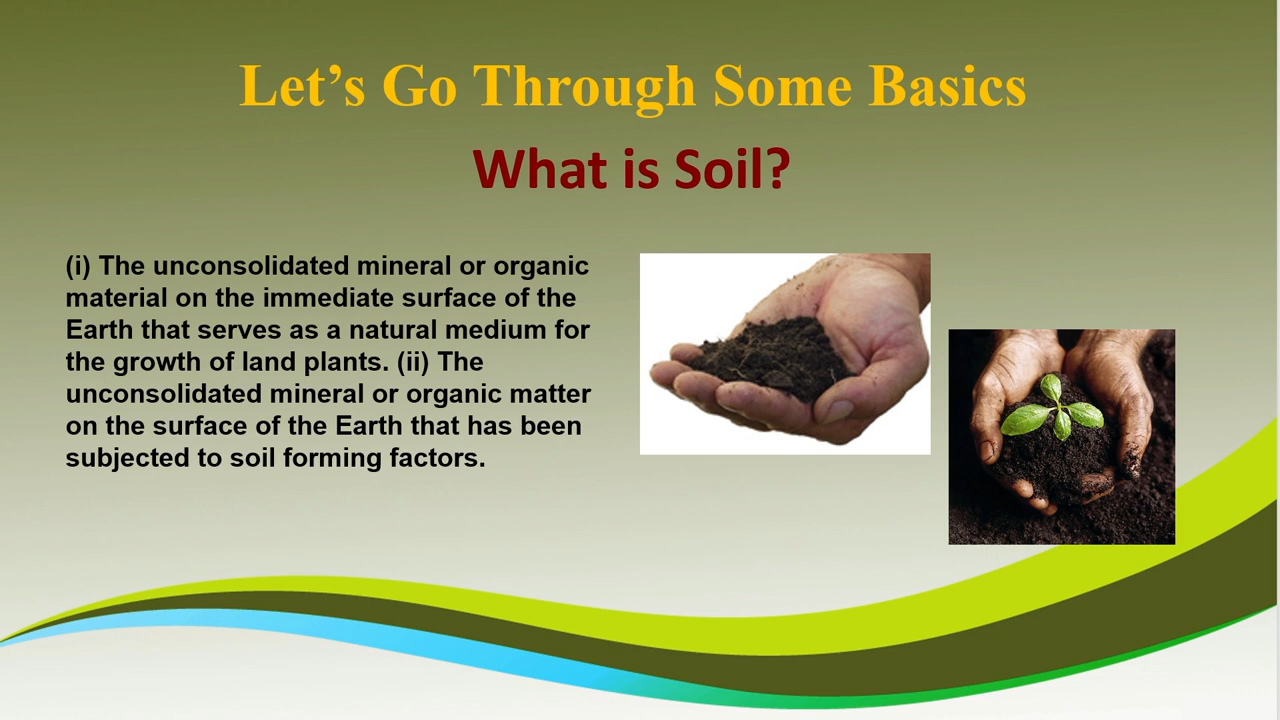 Let’s Go Through Some Basics
What is Soil?
(i) The unconsolidated mineral or organic
material on the immediate surface of the
Earth that serves as a natural medium for
the growth of land plants. (ii) The
unconsolidated mineral or organic matter
on the surface of the Earth that has been
subjected to soil forming factors.